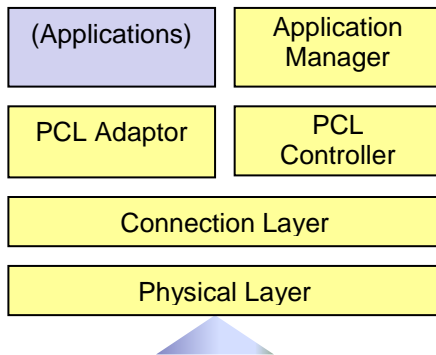 (Applications)
Application
Manager
PCL Adaptor
PCL
Controller
Connection Layer
Physical Layer